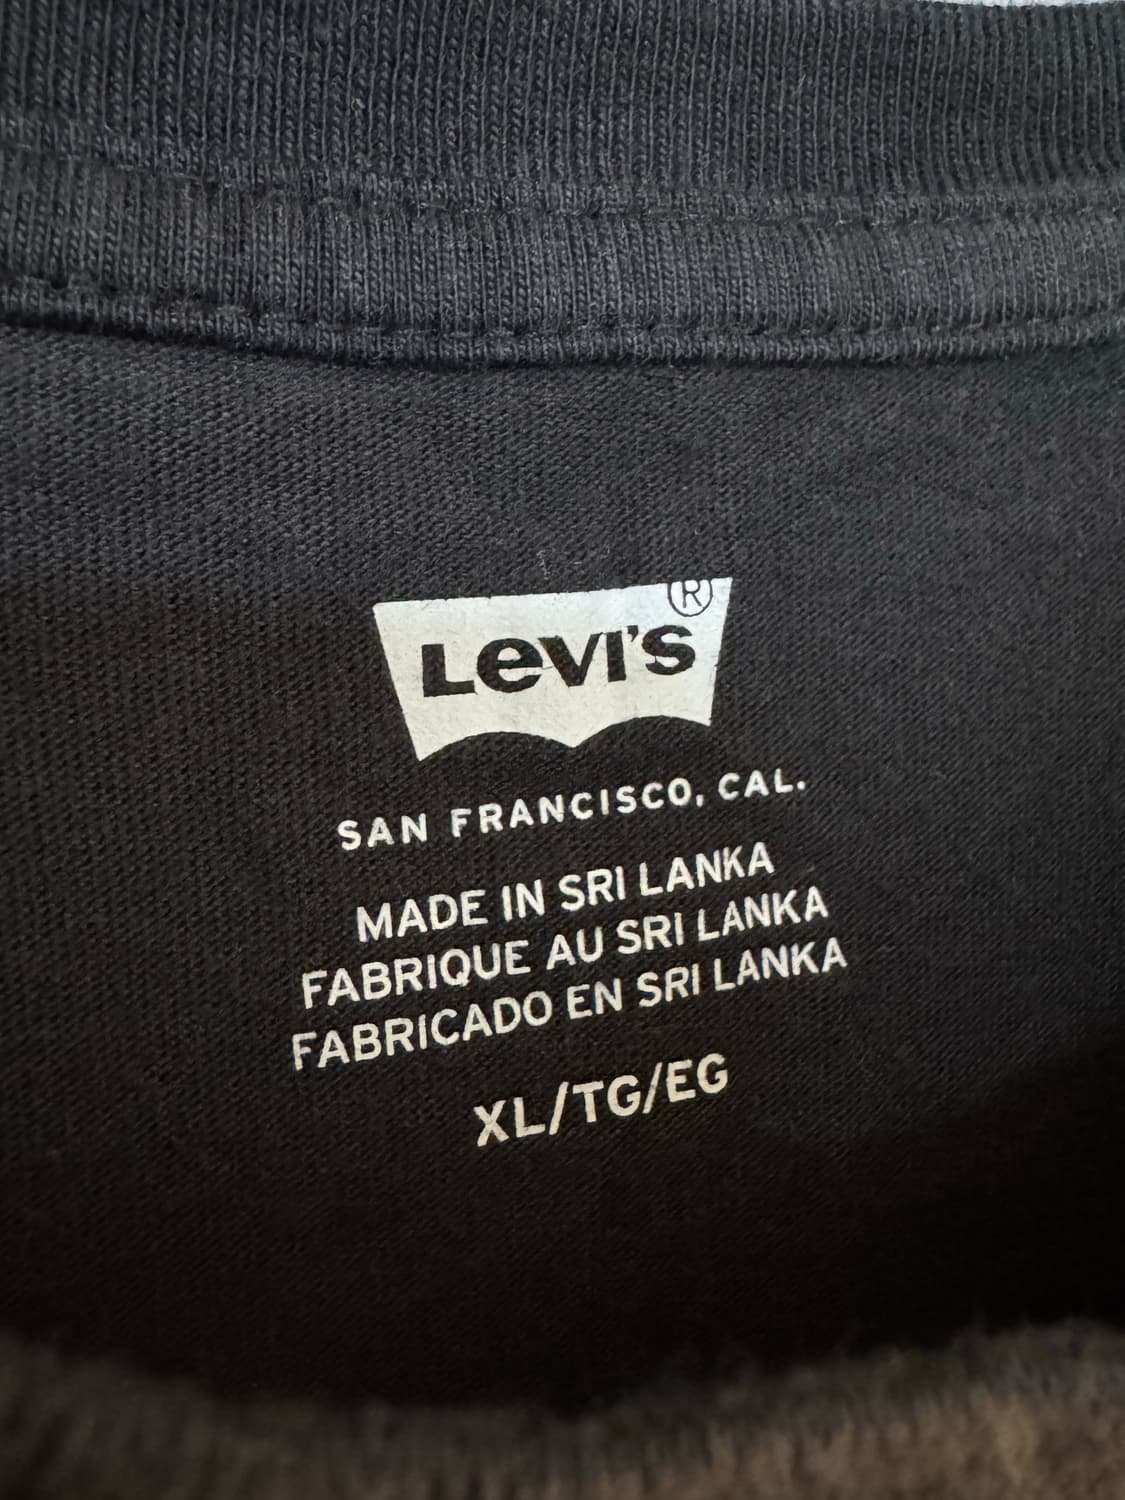 Levi's®
SAN FRANCISCO, CAL.
MADE IN SRI LANKA
FABRIQUE AU SRI LANKA
FABRICADO EN SRI LANKA
XL/TG/EG